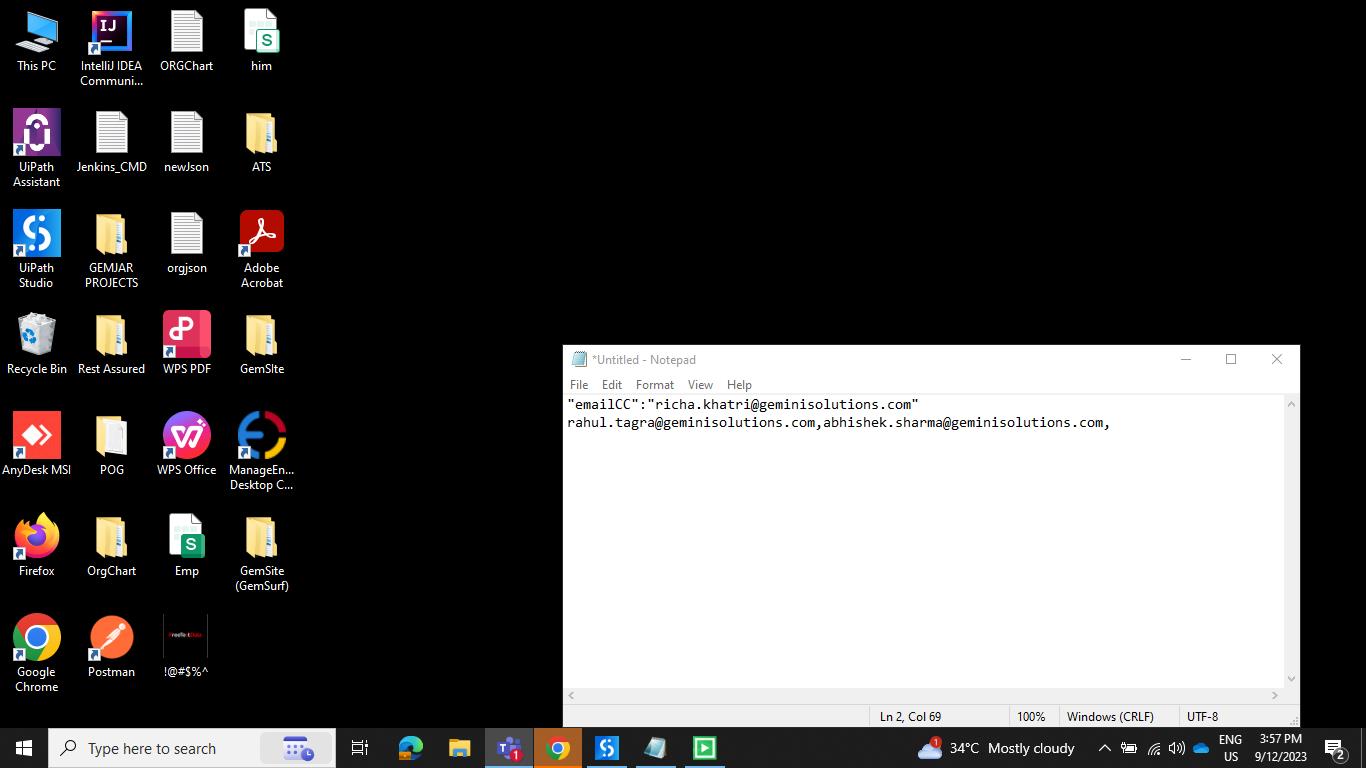 This PC
IntelliJ IDEA
Communi...
ORGChart
him
UiPath
Assistant
Jenkins_CMD
newJson
ATS
UiPath
Studio
GEMJAR
PROJECTS
orgjson
Adobe
Acrobat
Recycle Bin
Rest Assured
WPS PDF
GemSIte
AnyDesk MSI
POG
WPS Office
ManageEn...
Desktop C...
Firefox
OrgChart
Emp
GemSite
(GemSurf)
Google
Chrome
Postman
!@#$%^
*Untitled - Notepad
File Edit Format View Help
"emailCC":"richa.khatri@geminisolutions.com"
rahul.tagra@geminisolutions.com,abhishek.sharma@geminisolutions.com,
Ln 2, Col 69 100% Windows (CRLF) UTF-8
Type here to search
1
1
34°C Mostly cloudy
ENG
US
3:57 PM
9/12/2023
2